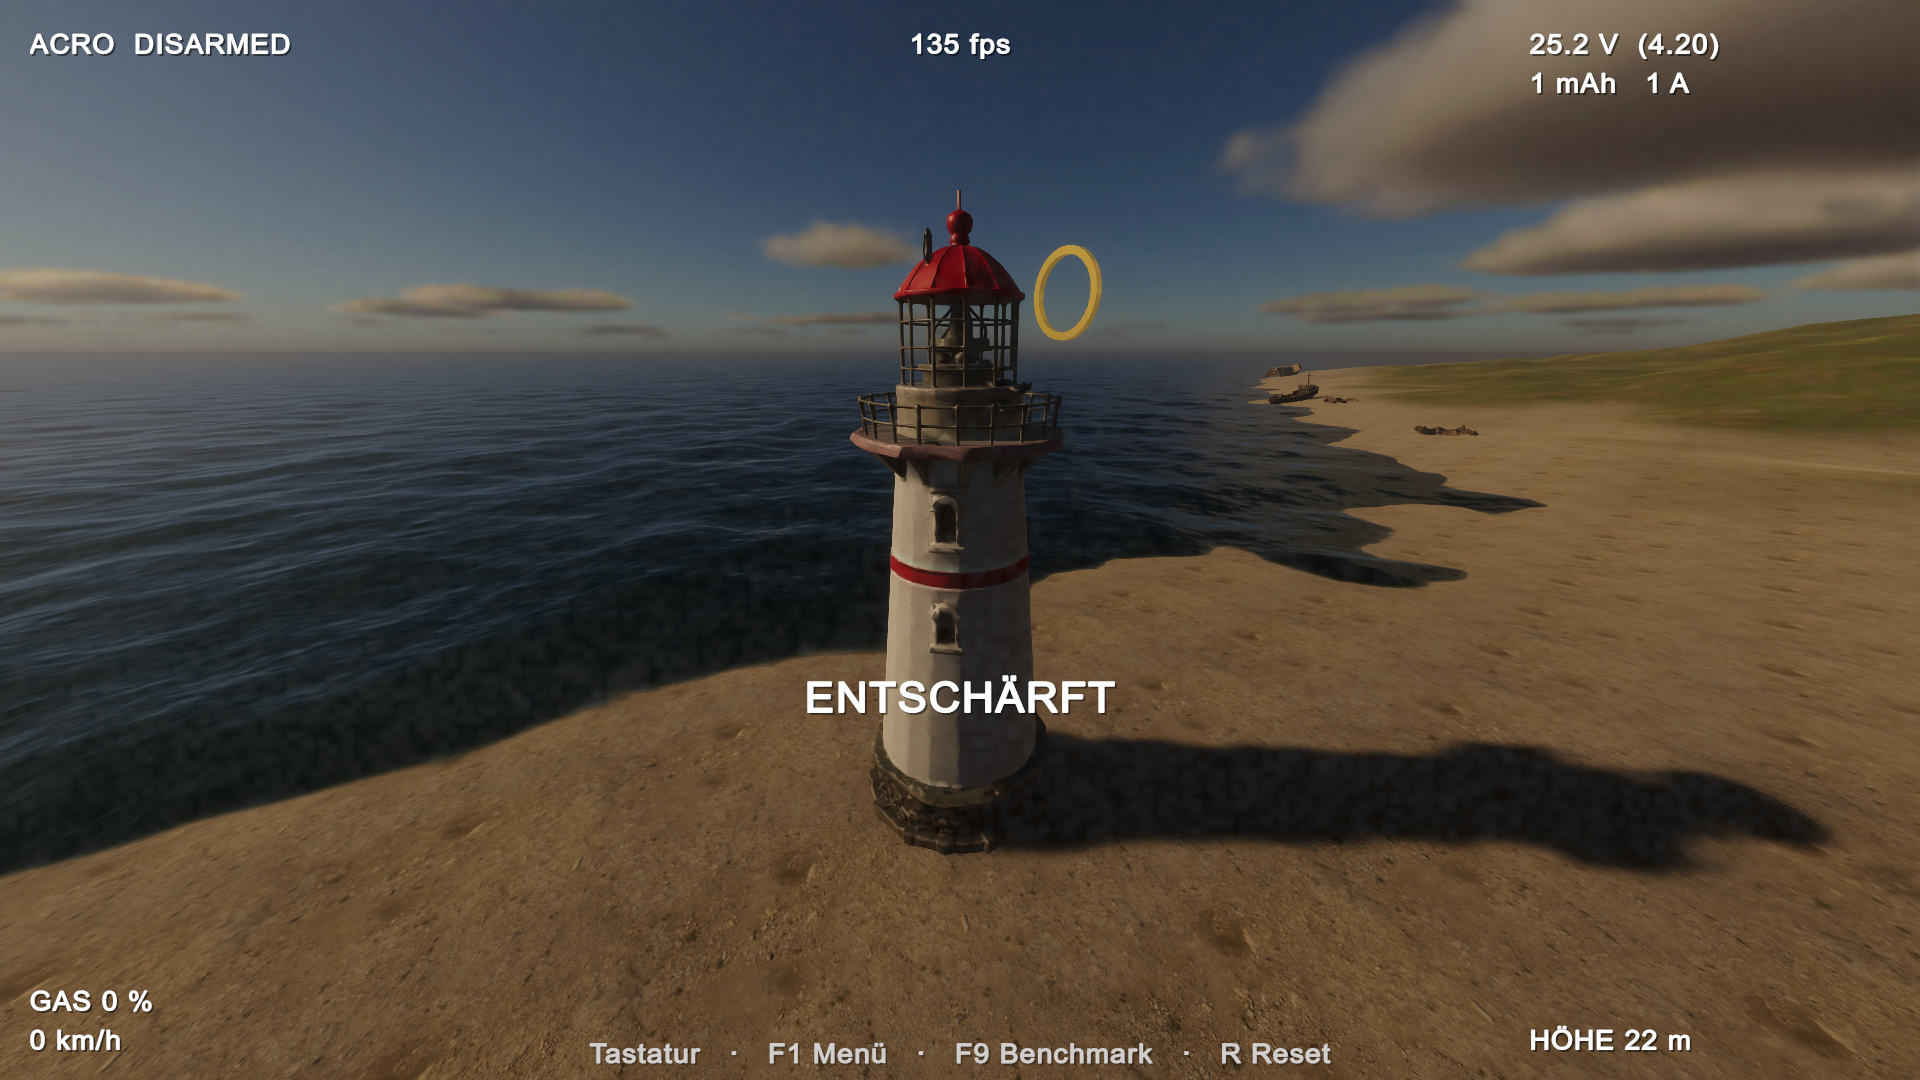 ACRO  DISARMED
135 fps
25.2 V  (4.20)
1 mAh   1 A
ENTSCHÄRFT
GAS 0 %
0 km/h
Tastatur  ·  F1 Menü  ·  F9 Benchmark  ·  R Reset
HÖHE 22 m